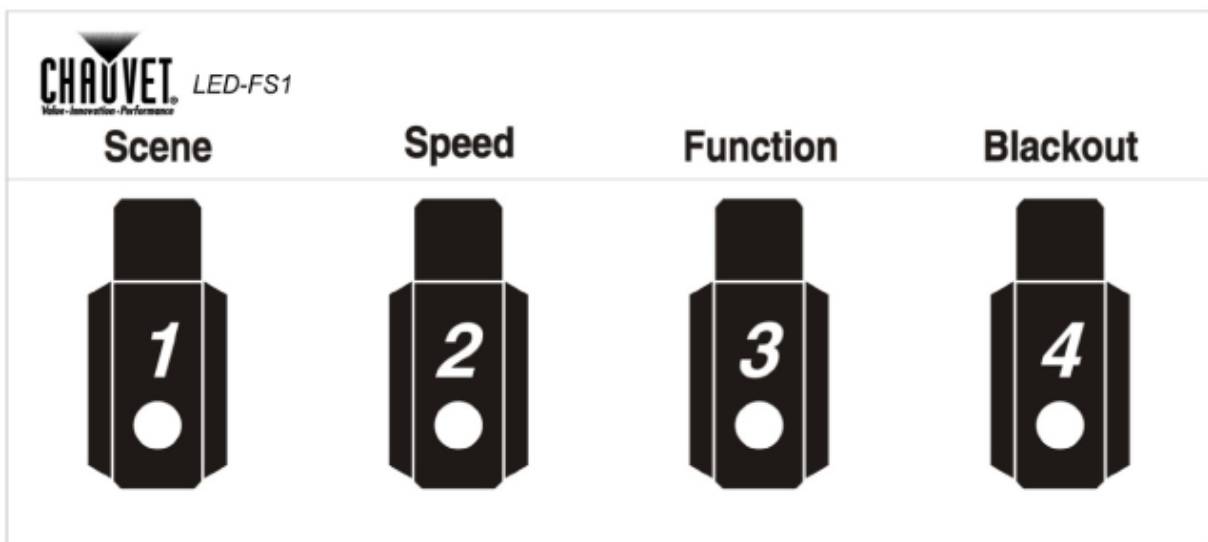 CHAUVET® LED-FS1
Value-Innovation-Performance
Scene Speed Function Blackout
1 2 3 4